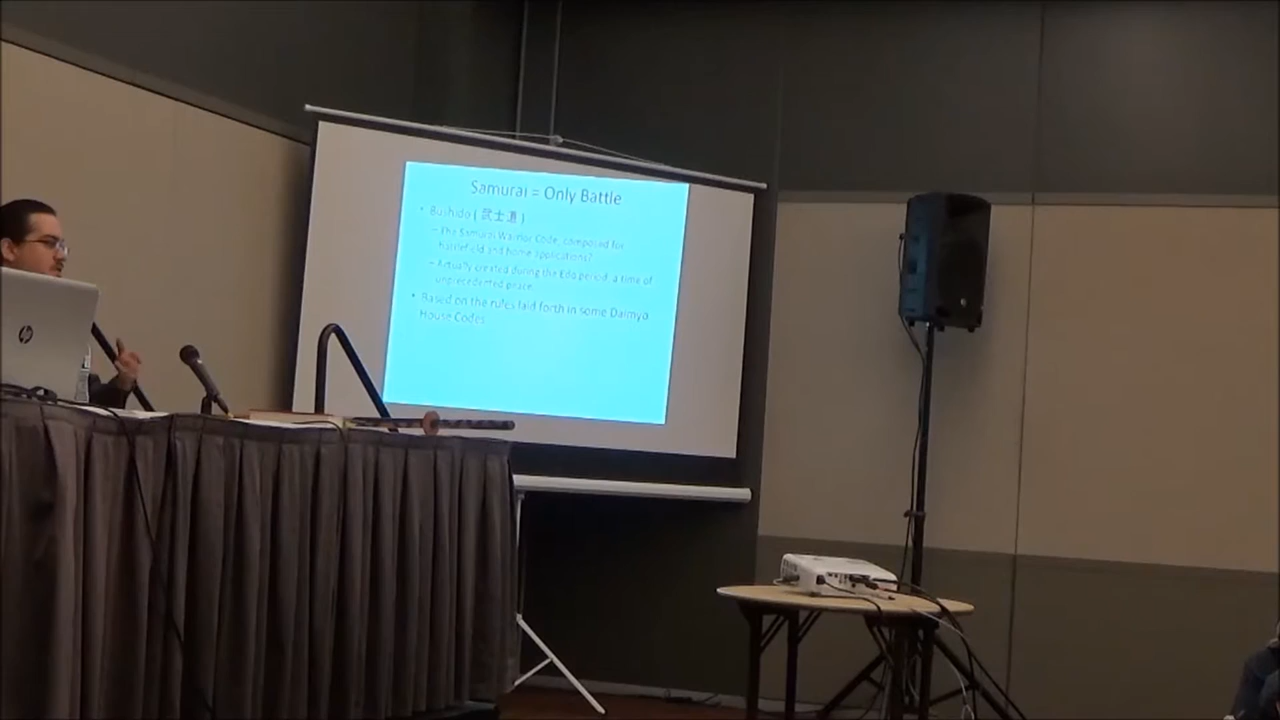 Samurai = Only Battle
• Bushido ( 武士道 )
– The Samurai Warrior Code, composed for
battlefield and home applications?
– Actually created during the Edo period, a time of
unprecedented peace
• Based on the rules laid forth in some Daimyo
House Codes
hp